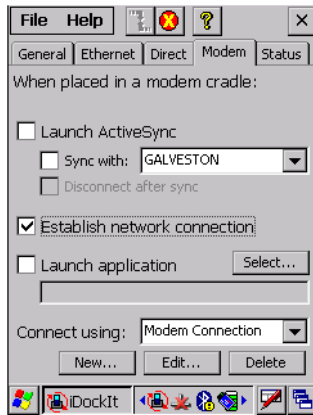 File Help ? ×
General Ethernet Direct Modem Status
When placed in a modem cradle:
Launch ActiveSync
Sync with: GALVESTON
Disconnect after sync
Establish network connection
Launch application Select...
Connect using: Modem Connection
New... Edit... Delete
iDockIt